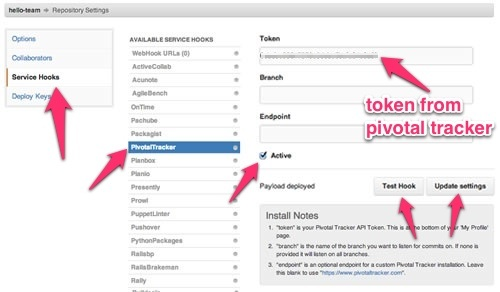 hello-team → Repository Settings
Options
Collaborators
Service Hooks
Deploy Keys
AVAILABLE SERVICE HOOKS
WebHook URLs (0)
ActiveCollab
Acunote
AgileBench
OnTime
Pachube
Packagist
PivotalTracker
Planbox
Planio
Presently
Prowl
PuppetLinter
Pushover
PythonPackages
Railsbp
RailsBrakeman
Rally
Token
Branch
Endpoint
Active
token from
pivotal tracker
Payload deployed
Test Hook
Update settings
Install Notes
1. "token" is your Pivotal Tracker API Token. This is at the bottom of your 'My Profile'
page.
2. "branch" is the name of the branch you want to listen for commits on. If none is
provided it will listen on all branches.
3. "endpoint" is an optional endpoint for a custom Pivotal Tracker installation. Leave
this blank to use "https://www.pivotaltracker.com".